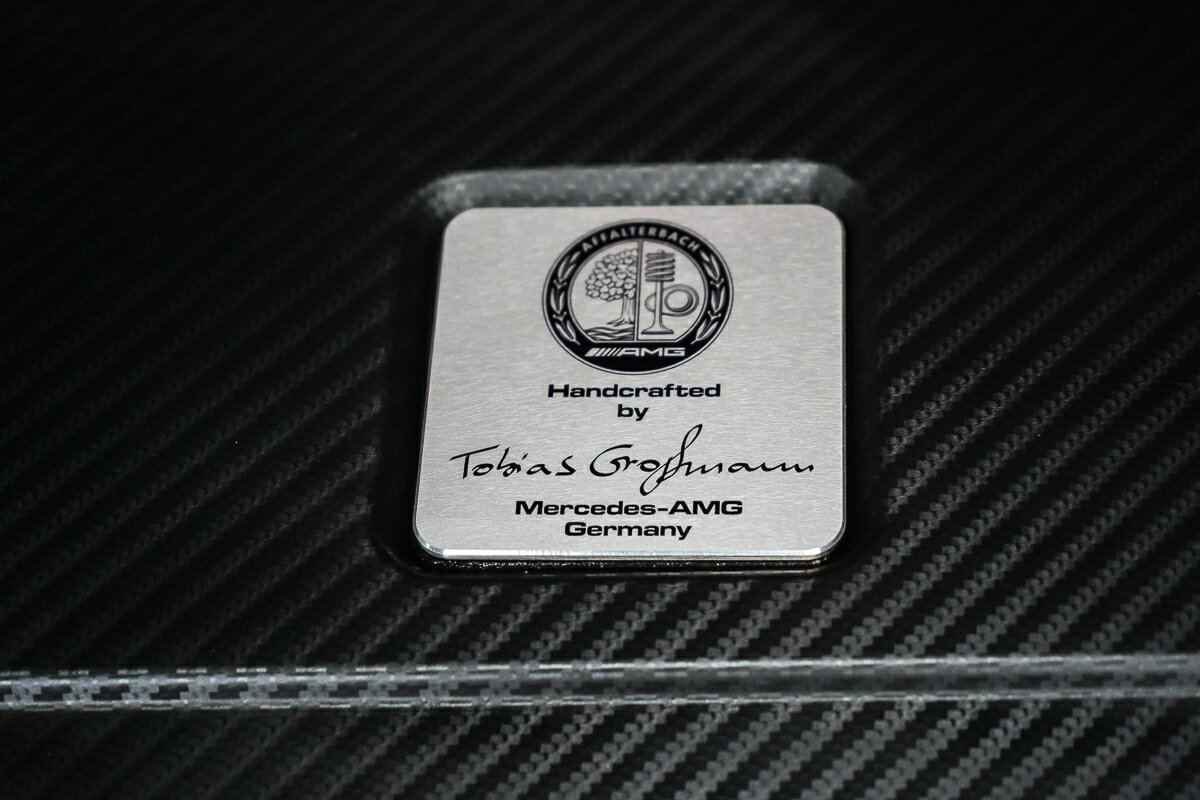 AFFALTERBACH
AMG
Handcrafted
by
Tobias Großmann
Mercedes-AMG
Germany